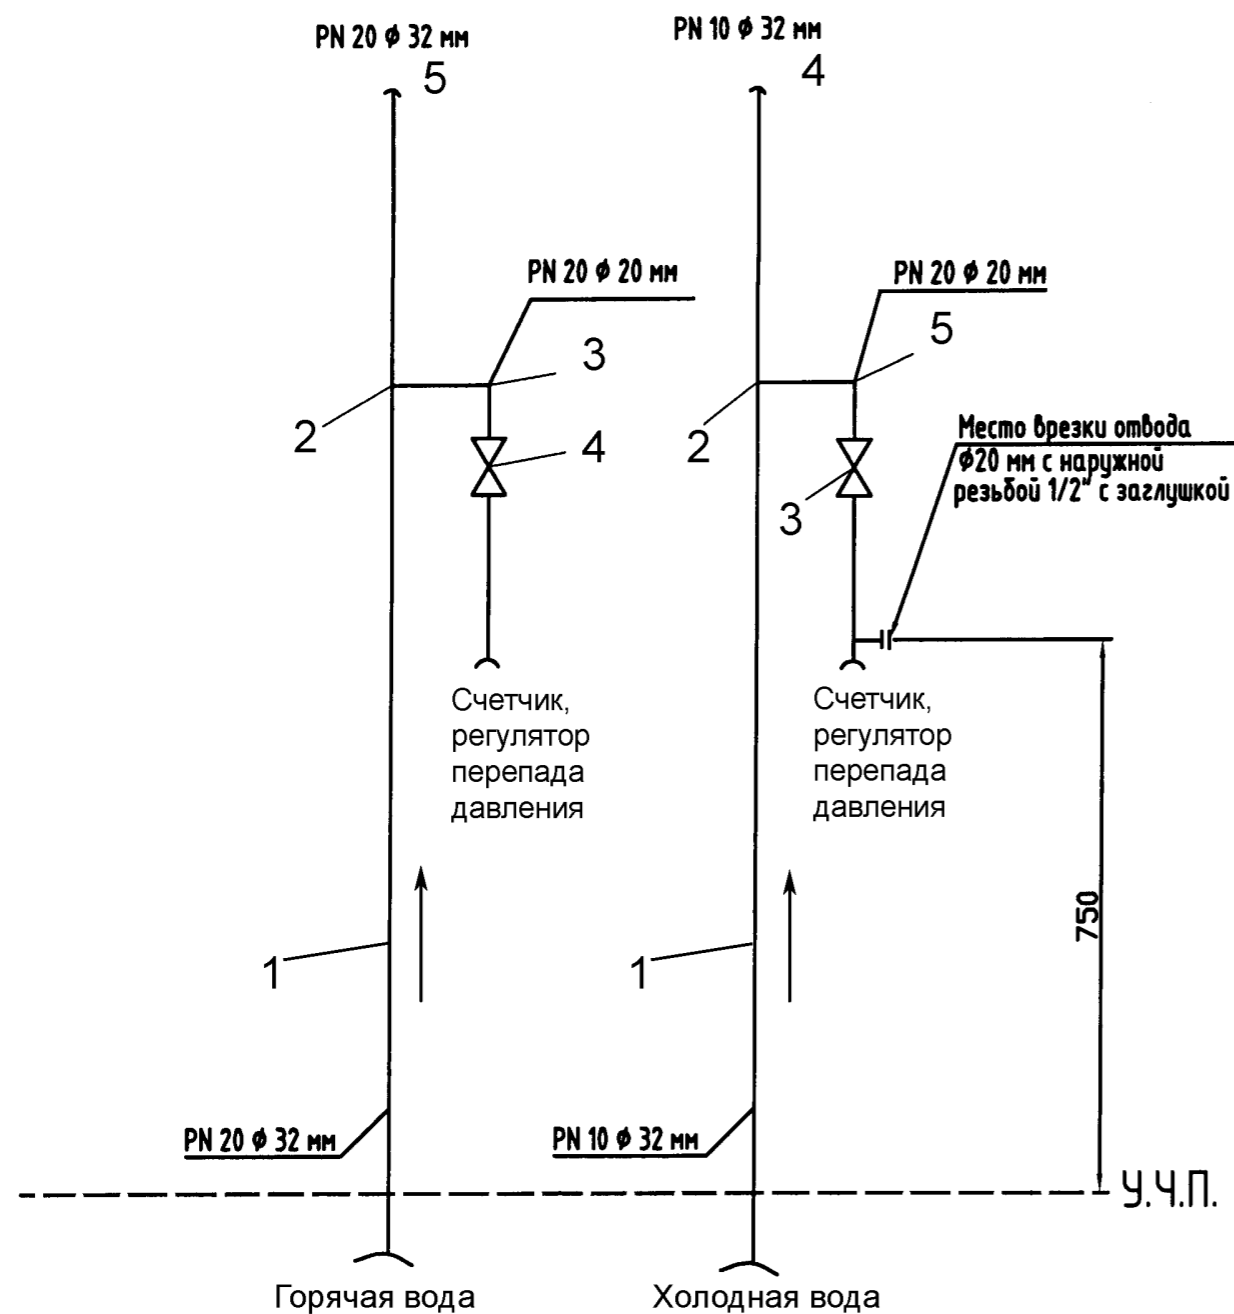 PN 20 ϕ 32 мм
5
PN 10 ϕ 32 мм
4
PN 20 ϕ 20 мм
3
2
4
PN 20 ϕ 20 мм
5
2
3
Место врезки отвода
ϕ20 мм с наружной
резьбой 1/2" с заглушкой
Счетчик,
регулятор
перепада
давления
Счетчик,
регулятор
перепада
давления
750
1
1
PN 20 ϕ 32 мм
PN 10 ϕ 32 мм
У.Ч.П.
Горячая вода
Холодная вода